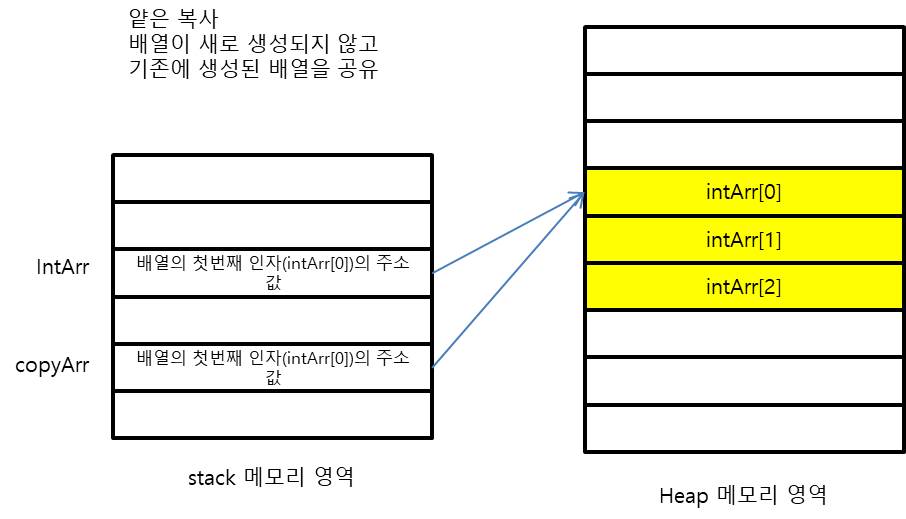 얕은 복사
배열이 새로 생성되지 않고
기존에 생성된 배열을 공유
intArr[0]
intArr[1]
IntArr
배열의 첫번째 인자(intArr[0])의 주소
값
intArr[2]
copyArr
배열의 첫번째 인자(intArr[0])의 주소
값
stack 메모리 영역
Heap 메모리 영역